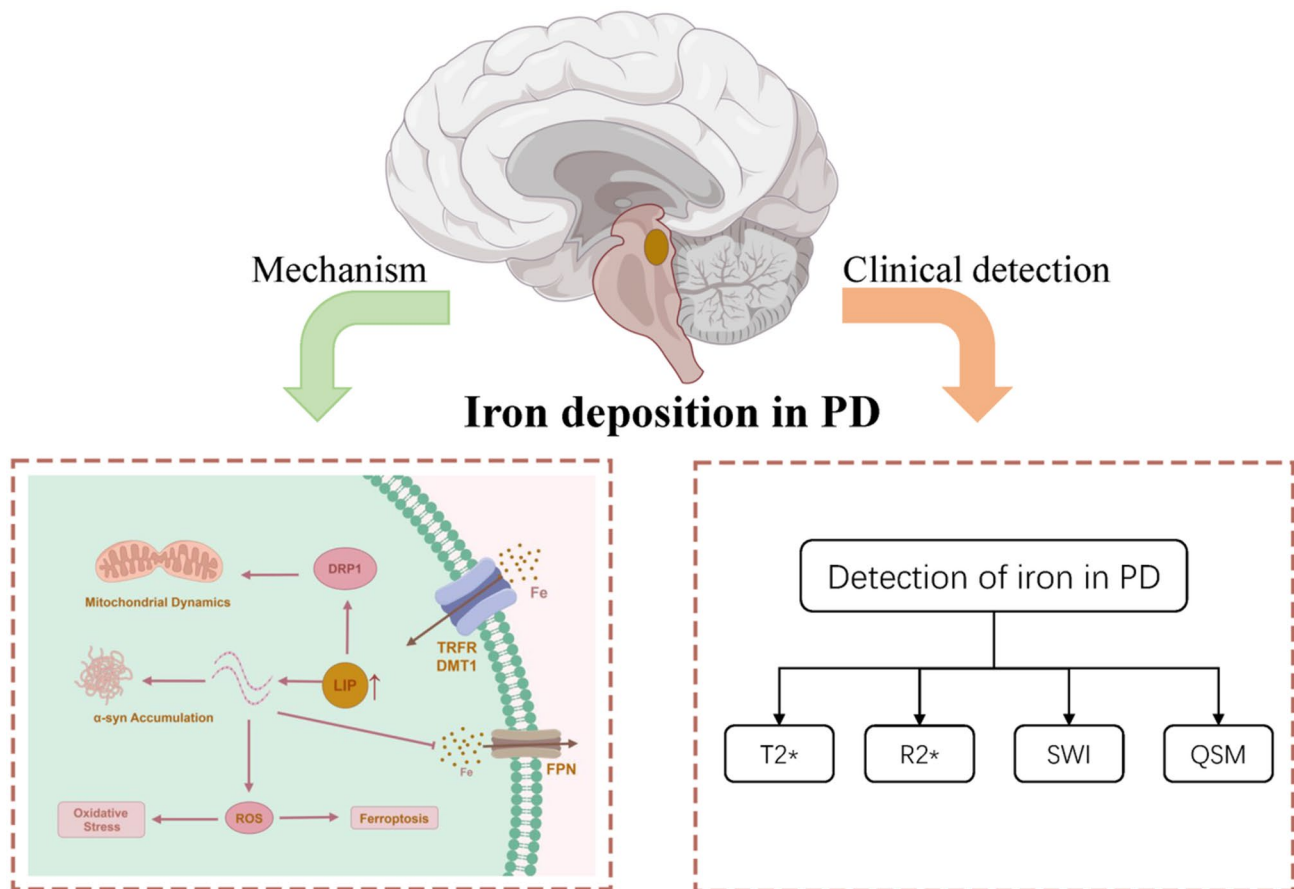 Mechanism
Clinical detection
Iron deposition in PD
DRP1
Mitochondrial Dynamics
Fe
TRFR
DMT1
LIP
α-syn Accumulation
Fe
FPN
Oxidative
Stress
ROS
Ferroptosis
Detection of iron in PD
T2*
R2*
SWI
QSM